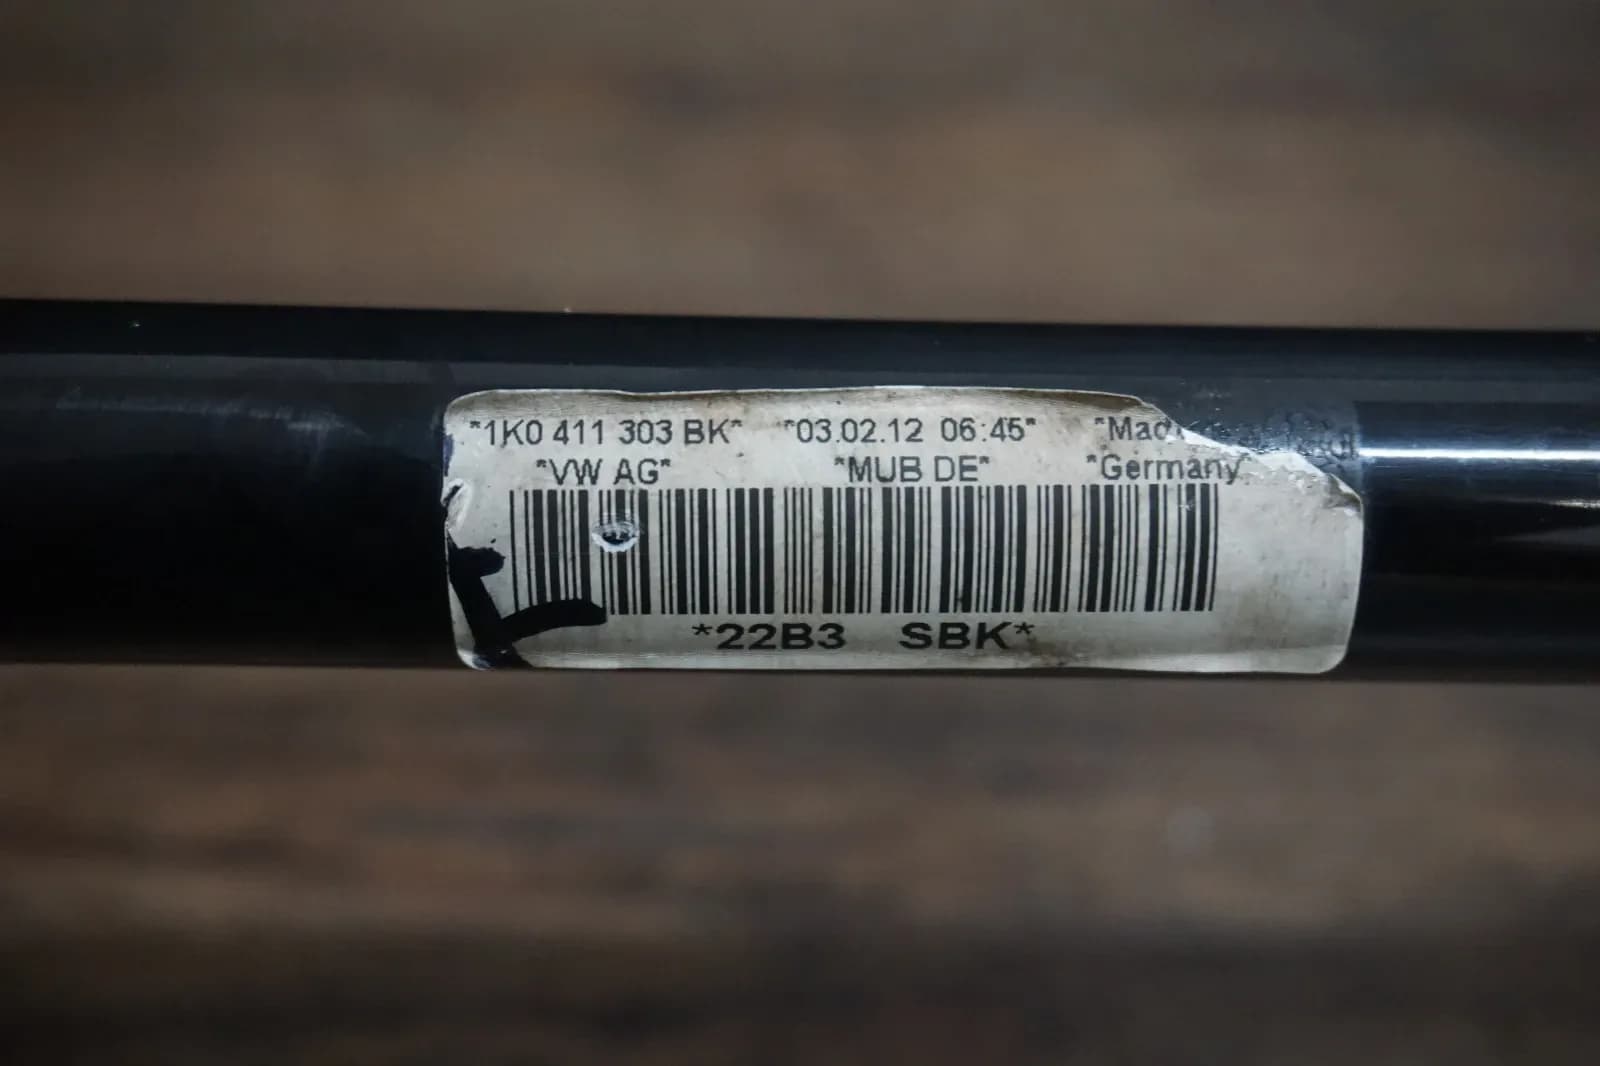 *1K0 411 303 BK* *03.02.12 06:45*
*VW AG* *MUB DE* *Germany*
*22B3 SBK*